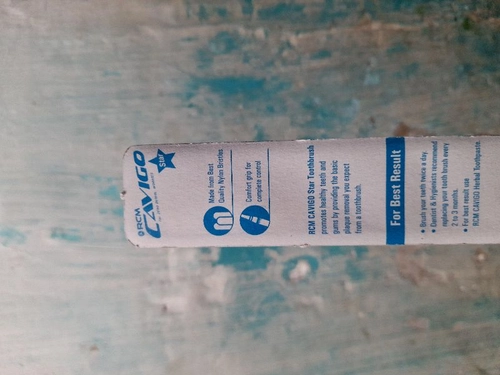 RCM
CAVIGO
Star
Made from Best
Quality Nylon Bristles
Comfort grip for
complete control
RCM CAVIGO Star Toothbrush
promotes healthy teeth and
gums by providing the basic
plaque removal you expect
from a toothbrush.
For Best Result
• Brush your teeth twice a day.
• Dentist & Hygienists recommend
replacing your tooth brush every
2 to 3 months.
• For best result use
RCM CAVIGO Herbal Toothpaste.